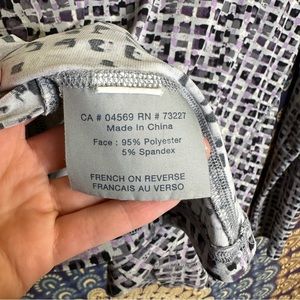 CA # 04569 RN # 73227
Made In China
Face : 95% Polyester
5% Spandex
FRENCH ON REVERSE
FRANCAIS AU VERSO